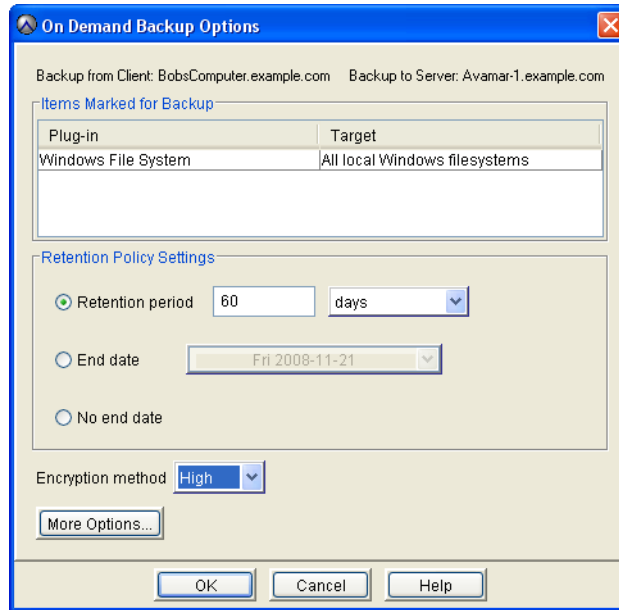 On Demand Backup Options
Backup from Client: BobsComputer.example.com Backup to Server: Avamar-1.example.com
Items Marked for Backup
Plug-in Target
Windows File System All local Windows filesystems
Retention Policy Settings
Retention period 60 days
End date Fri 2008-11-21
No end date
Encryption method High
More Options...
OK Cancel Help